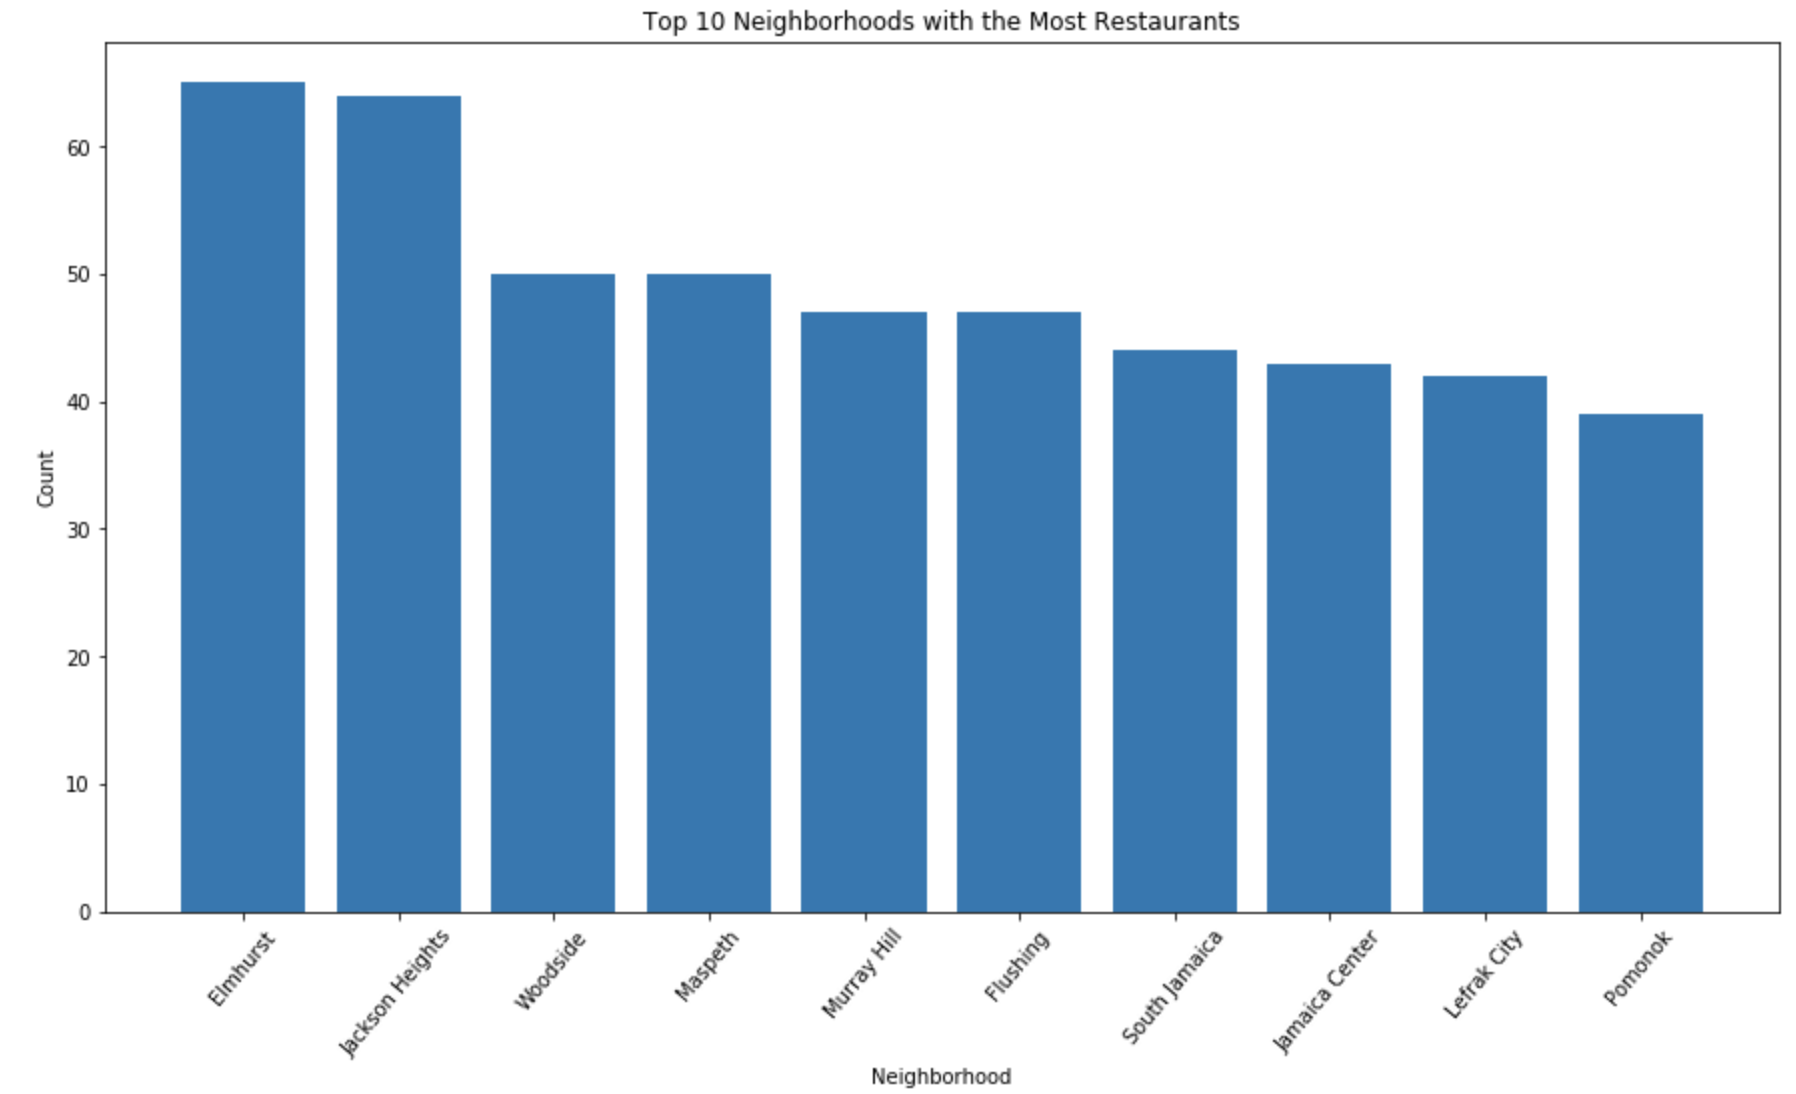 Top 10 Neighborhoods with the Most Restaurants
60
50
40
30
20
10
0
Count
Elmhurst
Jackson Heights
Woodside
Maspeth
Murray Hill
Flushing
South Jamaica
Jamaica Center
Lefrak City
Pomonok
Neighborhood